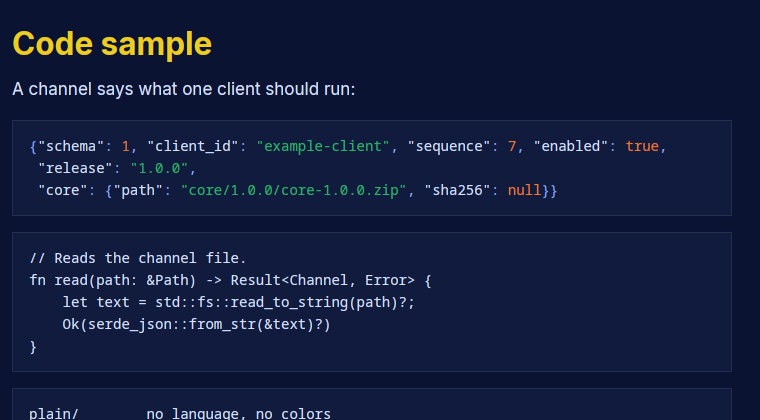 Code sample
A channel says what one client should run:
{"schema": 1, "client_id": "example-client", "sequence": 7, "enabled": true,
 "release": "1.0.0",
 "core": {"path": "core/1.0.0/core-1.0.0.zip", "sha256": null}}
// Reads the channel file.
fn read(path: &Path) -> Result<Channel, Error> {
    let text = std::fs::read_to_string(path)?;
    Ok(serde_json::from_str(&text)?)
}
plain/        no language, no colors